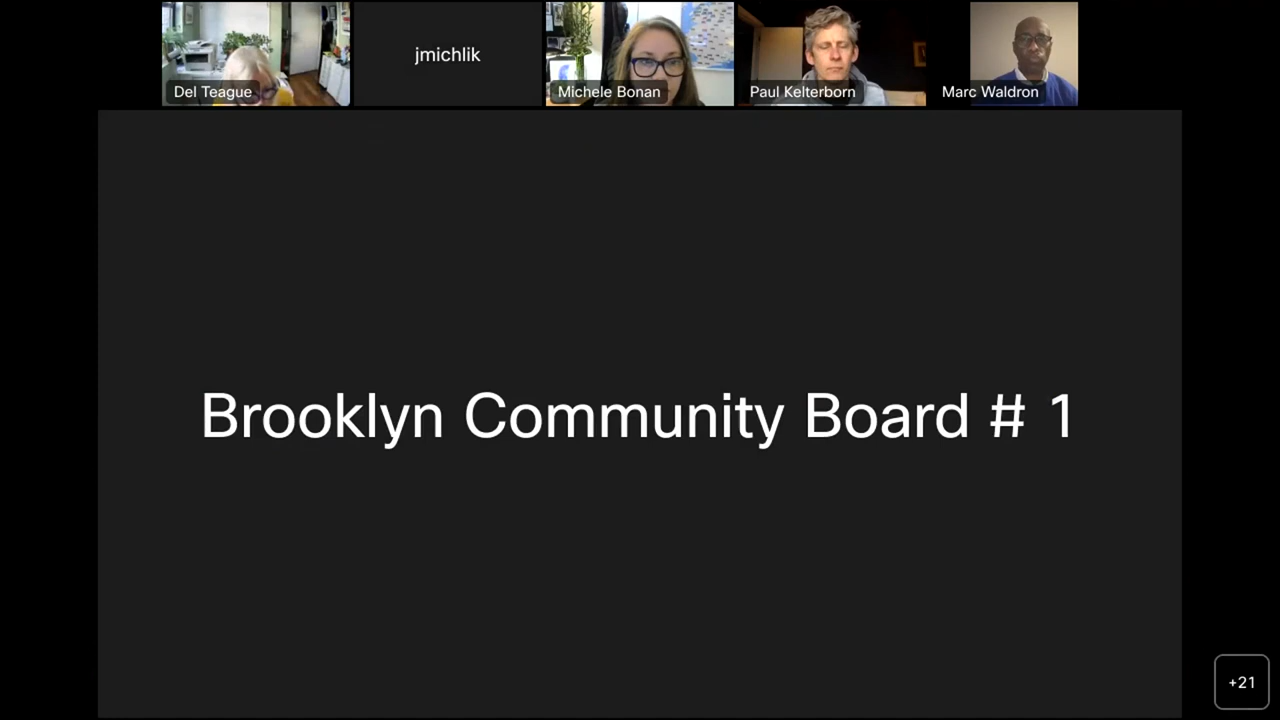 Del Teague
jmichlik
Michele Bonan
Paul Kelterborn
Marc Waldron
Brooklyn Community Board # 1
+21